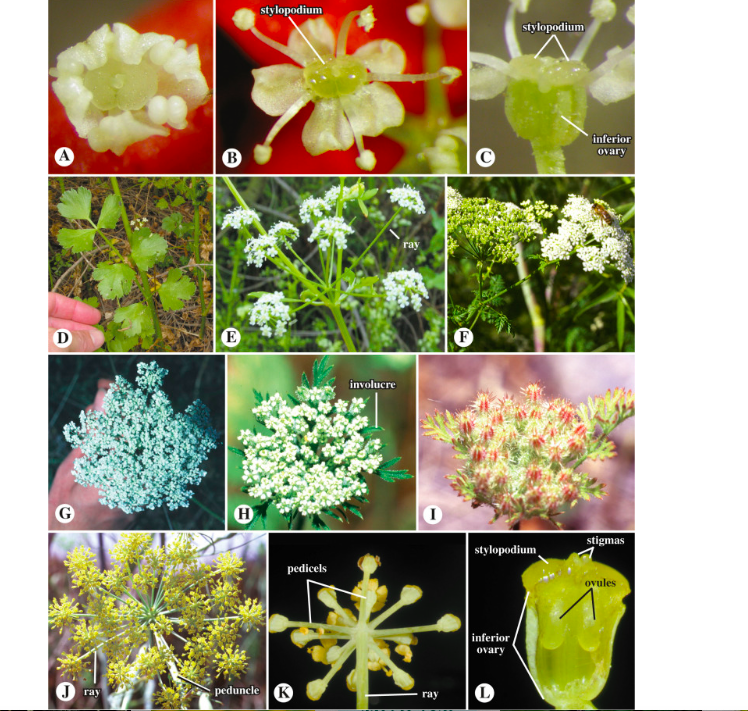 stylopodium
stylopodium
inferior
ovary
A
B
C
ray
D
E
F
involucre
G
H
I
stigmas
stylopodium
pedicels
ovules
inferior
ovary
ray
peduncle
ray
J
K
L